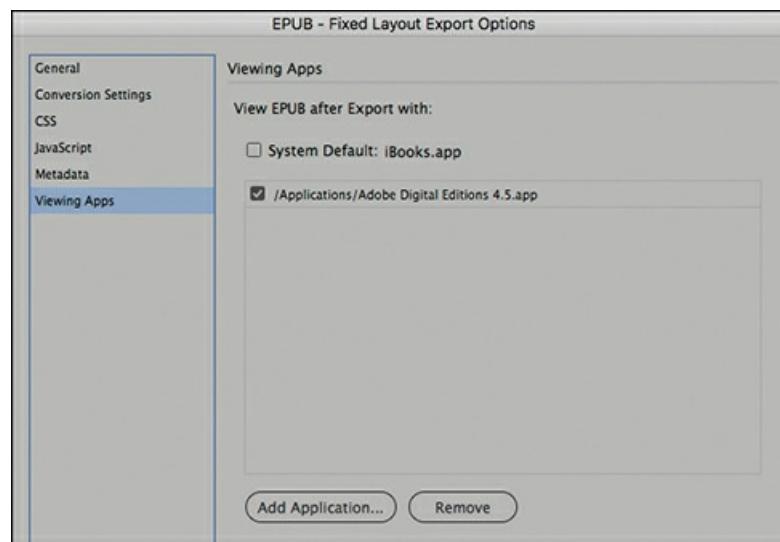 EPUB - Fixed Layout Export Options
General
Conversion Settings
CSS
JavaScript
Metadata
Viewing Apps
Viewing Apps
View EPUB after Export with:
System Default: iBooks.app
/Applications/Adobe Digital Editions 4.5.app
Add Application...
Remove